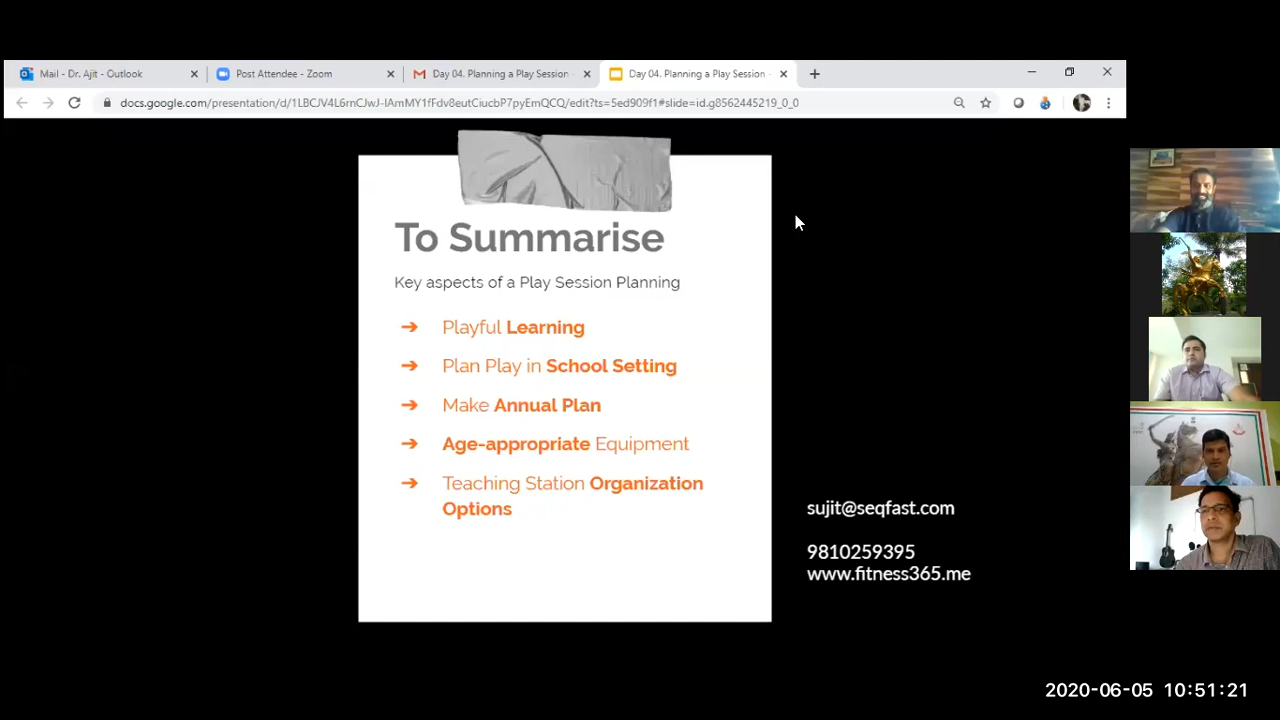 Mail - Dr. Ajit - Outlook
Post Attendee - Zoom
Day 04. Planning a Play Session
Day 04. Planning a Play Session -
docs.google.com/presentation/d/1LBCJV4L6rnCJwJ-IAmMY1fFdv8eutCiucbP7pyEmQCQ/edit?ts=5ed909f1#slide=id.g8562445219_0_0
To Summarise
Key aspects of a Play Session Planning
➔ Playful Learning
➔ Plan Play in School Setting
➔ Make Annual Plan
➔ Age-appropriate Equipment
➔ Teaching Station Organization
Options
sujit@seqfast.com
9810259395
www.fitness365.me
2020-06-05 10:51:21